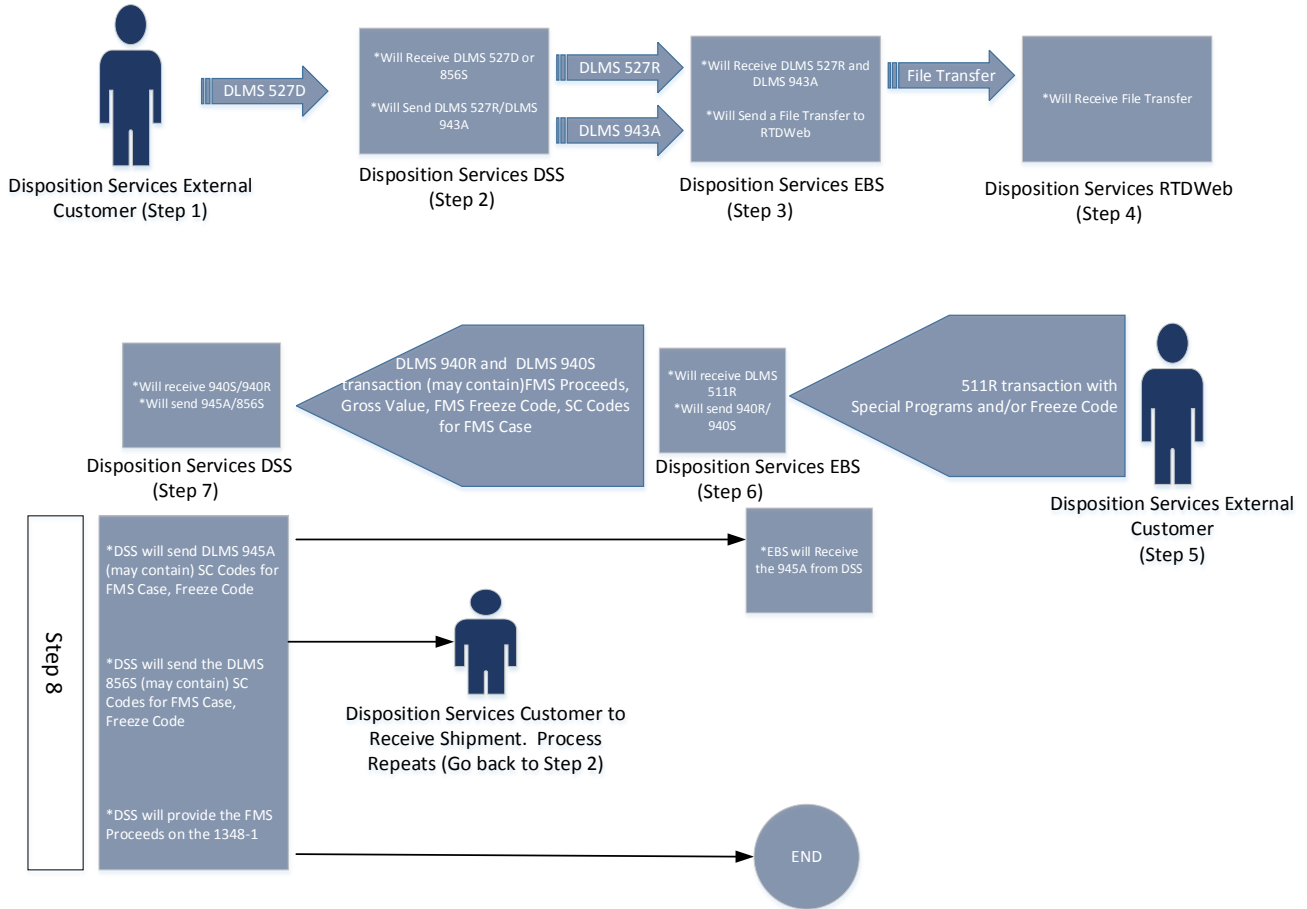 DLMS 527D
Disposition Services External
Customer (Step 1)
*Will Receive DLMS 527D or
856S
*Will Send DLMS 527R/DLMS
943A
Disposition Services DSS
(Step 2)
DLMS 527R
DLMS 943A
*Will Receive DLMS 527R and
DLMS 943A
*Will Send a File Transfer to
RTDWeb
Disposition Services EBS
(Step 3)
File Transfer
*Will Receive File Transfer
Disposition Services RTDWeb
(Step 4)
511R transaction with
Special Programs and/or Freeze Code
Disposition Services External
Customer
(Step 5)
*Will receive DLMS
511R
*Will send 940R/
940S
Disposition Services EBS
(Step 6)
DLMS 940R and DLMS 940S
transaction (may contain)FMS Proceeds,
Gross Value, FMS Freeze Code, SC Codes
for FMS Case
*Will receive 940S/940R
*Will send 945A/856S
Disposition Services DSS
(Step 7)
Step 8
*DSS will send DLMS 945A
(may contain) SC Codes for
FMS Case, Freeze Code
*DSS will send the DLMS
856S (may contain) SC
Codes for FMS Case,
Freeze Code
*DSS will provide the FMS
Proceeds on the 1348-1
*EBS will Receive
the 945A from DSS
Disposition Services Customer to
Receive Shipment. Process
Repeats (Go back to Step 2)
END